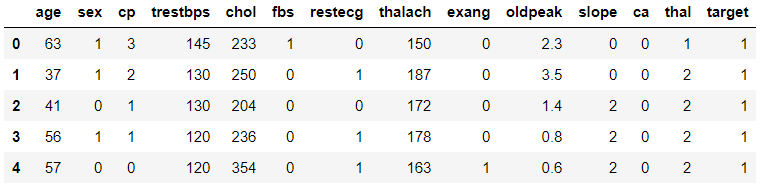 age sex cp trestbps chol fbs restecg thalach exang oldpeak slope ca thal target
0 63 1 3 145 233 1 0 150 0 2.3 0 0 1 1
1 37 1 2 130 250 0 1 187 0 3.5 0 0 2 1
2 41 0 1 130 204 0 0 172 0 1.4 2 0 2 1
3 56 1 1 120 236 0 1 178 0 0.8 2 0 2 1
4 57 0 0 120 354 0 1 163 1 0.6 2 0 2 1